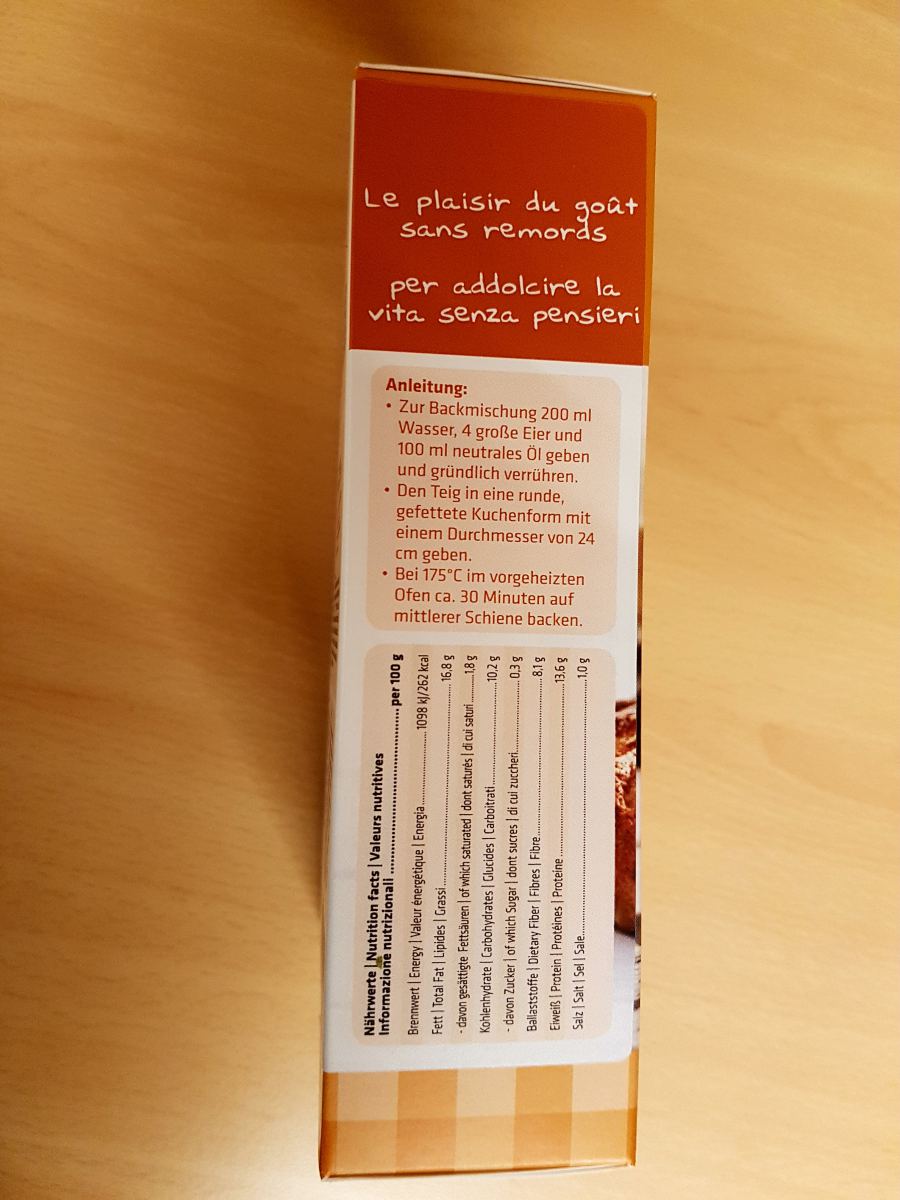 Le plaisir du goût
sans remords
per addolcire la
vita senza pensieri
Anleitung:
• Zur Backmischung 200 ml
Wasser, 4 große Eier und
100 ml neutrales Öl geben
und gründlich verrühren.
• Den Teig in eine runde,
gefettete Kuchenform mit
einem Durchmesser von 24
cm geben.
• Bei 175°C im vorgeheizten
Ofen ca. 30 Minuten auf
mittlerer Schiene backen.
Nährwerte | Nutrition facts | Valeurs nutritives
Informazione nutrizionali ........ per 100 g
Brennwert | Energy | Valeur énergétique | Energia ........ 1098 kJ/262 kcal
Fett | Total Fat | Lipides | Grassi ........ 16,8 g
- davon gesättigte Fettsäuren | of which saturated | dont saturés | di cui saturi ........ 1,8 g
Kohlenhydrate | Carbohydrates | Glucides | Carboitrati ........ 10,2 g
- davon Zucker | of which Sugar | dont sucres | di cui zuccheri ........ 0,3 g
Ballaststoffe | Dietary Fiber | Fibres | Fibre ........ 8,1 g
Eiweiß | Protein | Protéines | Proteine ........ 13,6 g
Salz | Salt | Sel | Sale ........ 1,0 g